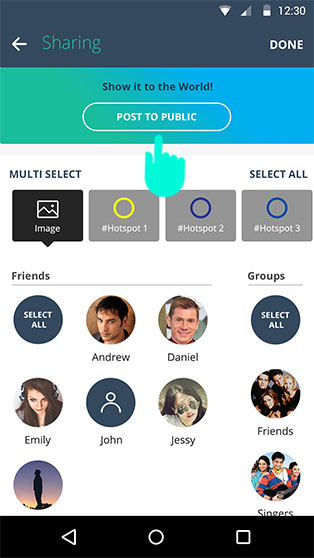 12:30
Sharing
DONE
Show it to the World!
POST TO PUBLIC
MULTI SELECT
SELECT ALL
Image
#Hotspot 1
#Hotspot 2
#Hotspot 3
Friends
Groups
SELECT
ALL
Andrew
Daniel
SELECT
ALL
Emily
John
Jessy
Friends
Singers